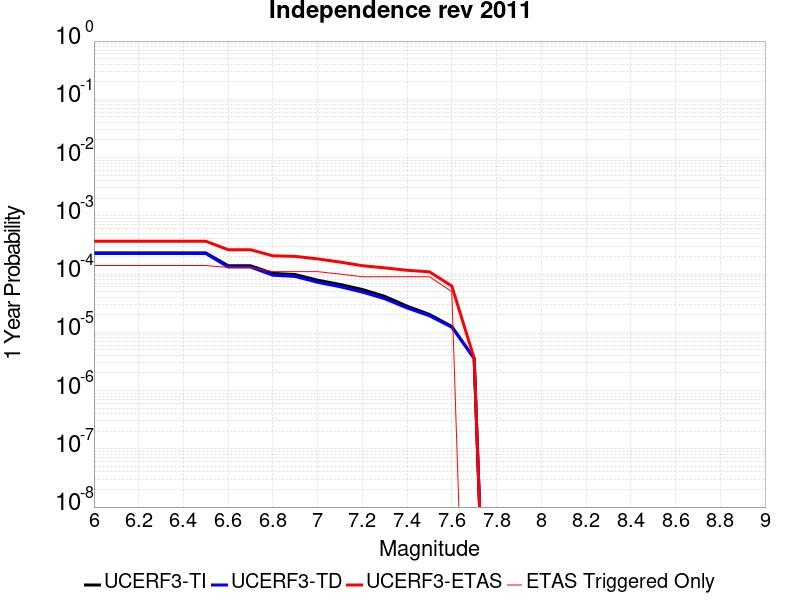 Independence rev 2011
1 Year Probability
10^0
10^-1
10^-2
10^-3
10^-4
10^-5
10^-6
10^-7
10^-8
6 6.2 6.4 6.6 6.8 7 7.2 7.4 7.6 7.8 8 8.2 8.4 8.6 8.8 9
Magnitude
UCERF3-TI UCERF3-TD UCERF3-ETAS ETAS Triggered Only